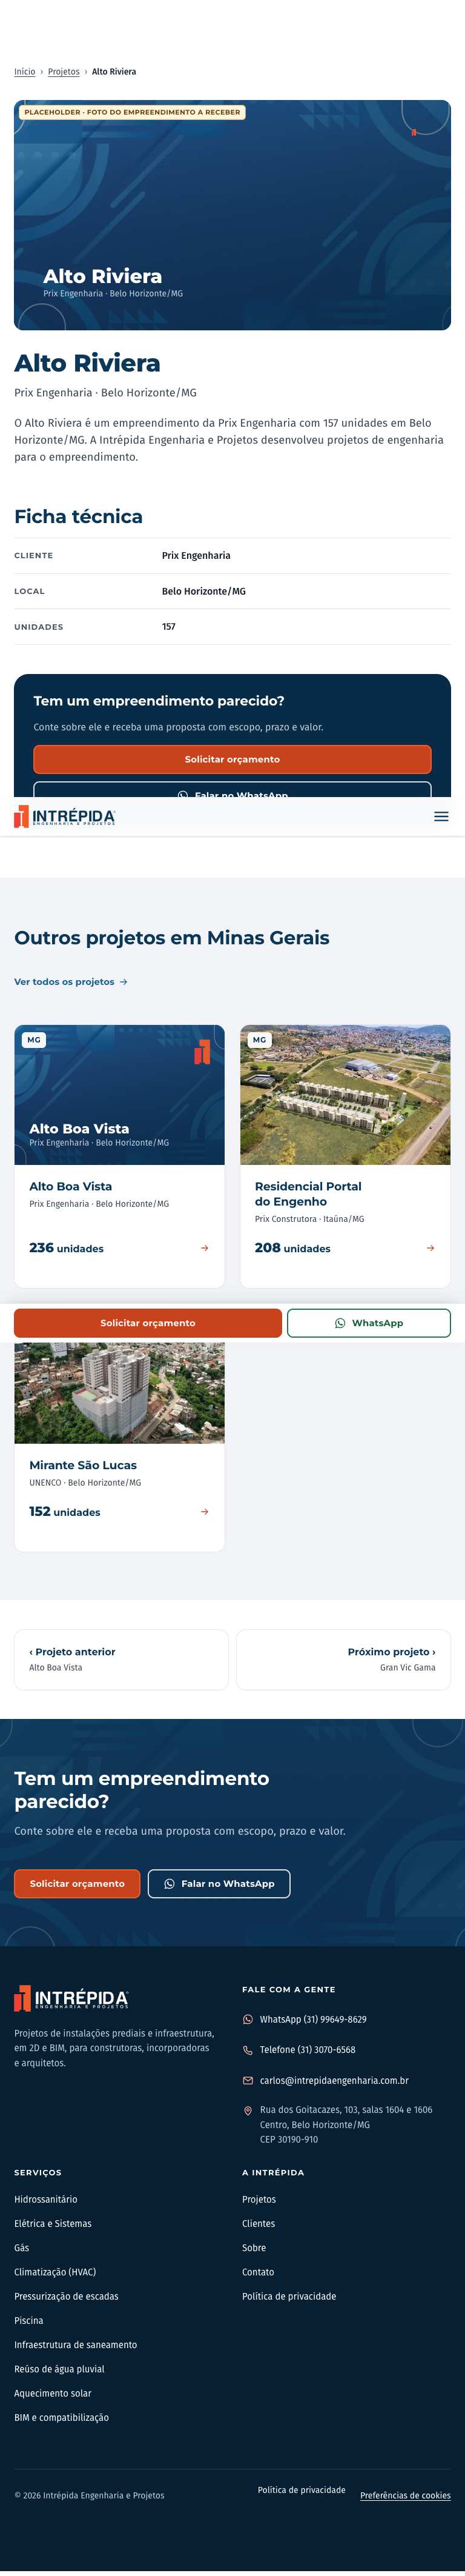 Início › Projetos › Alto Riviera
PLACEHOLDER · FOTO DO EMPREENDIMENTO A RECEBER
Alto Riviera
Prix Engenharia · Belo Horizonte/MG
Alto Riviera
Prix Engenharia · Belo Horizonte/MG
O Alto Riviera é um empreendimento da Prix Engenharia com 157 unidades em Belo
Horizonte/MG. A Intrépida Engenharia e Projetos desenvolveu projetos de engenharia
para o empreendimento.
Ficha técnica
CLIENTE Prix Engenharia
LOCAL Belo Horizonte/MG
UNIDADES 157
Tem um empreendimento parecido?
Conte sobre ele e receba uma proposta com escopo, prazo e valor.
Solicitar orçamento
Falar no WhatsApp
INTRÉPIDA
ENGENHARIA & PROJETOS
Outros projetos em Minas Gerais
Ver todos os projetos →
MG
Alto Boa Vista
Prix Engenharia · Belo Horizonte/MG
Alto Boa Vista
Prix Engenharia · Belo Horizonte/MG
236 unidades →
MG
Residencial Portal
do Engenho
Prix Construtora · Itaúna/MG
208 unidades →
Solicitar orçamento
WhatsApp
Mirante São Lucas
UNENCO · Belo Horizonte/MG
152 unidades →
‹ Projeto anterior
Alto Boa Vista
Próximo projeto ›
Gran Vic Gama
Tem um empreendimento
parecido?
Conte sobre ele e receba uma proposta com escopo, prazo e valor.
Solicitar orçamento
Falar no WhatsApp
INTRÉPIDA
ENGENHARIA E PROJETOS
Projetos de instalações prediais e infraestrutura,
em 2D e BIM, para construtoras, incorporadoras
e arquitetos.
FALE COM A GENTE
WhatsApp (31) 99649-8629
Telefone (31) 3070-6568
carlos@intrepidaengenharia.com.br
Rua dos Goitacazes, 103, salas 1604 e 1606
Centro, Belo Horizonte/MG
CEP 30190-910
SERVIÇOS
Hidrossanitário
Elétrica e Sistemas
Gás
Climatização (HVAC)
Pressurização de escadas
Piscina
Infraestrutura de saneamento
Reúso de água pluvial
Aquecimento solar
BIM e compatibilização
A INTRÉPIDA
Projetos
Clientes
Sobre
Contato
Política de privacidade
© 2026 Intrépida Engenharia e Projetos
Política de privacidade
Preferências de cookies